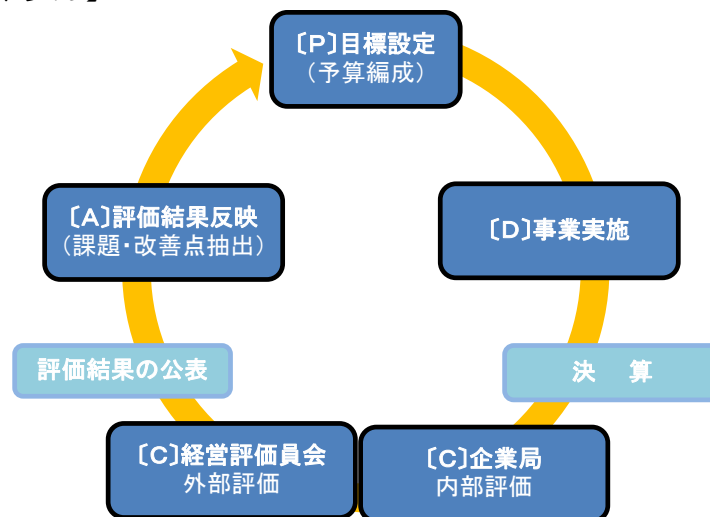 〔P〕目標設定
（予算編成）
〔A〕評価結果反映
（課題・改善点抽出）
〔D〕事業実施
評価結果の公表
決　算
〔C〕経営評価員会
外部評価
〔C〕企業局
内部評価